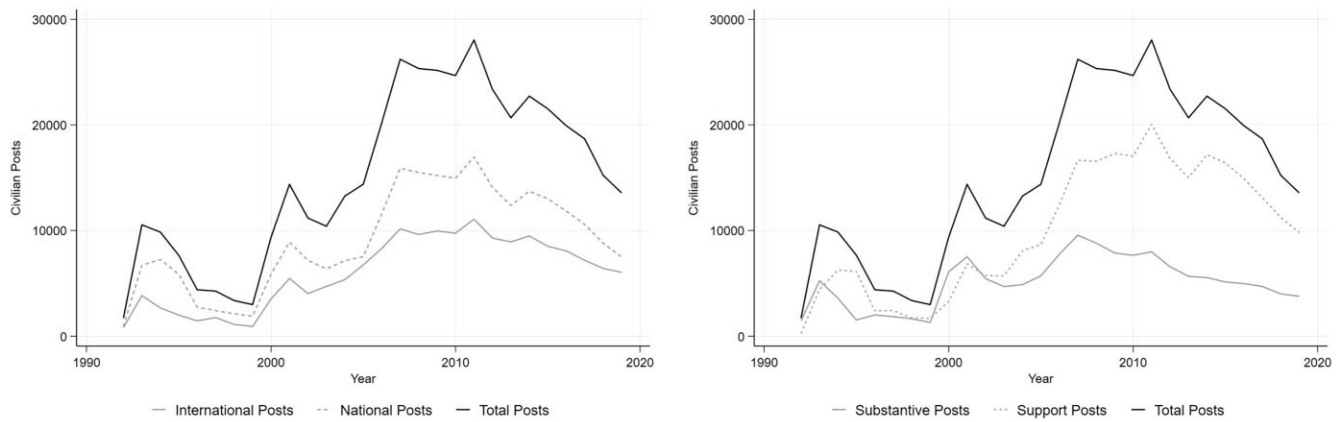 30000
20000
Civilian Posts
10000
0
1990 2000 2010 2020
Year
International Posts National Posts Total Posts
30000
20000
Civilian Posts
10000
0
1990 2000 2010 2020
Year
Substantive Posts Support Posts Total Posts